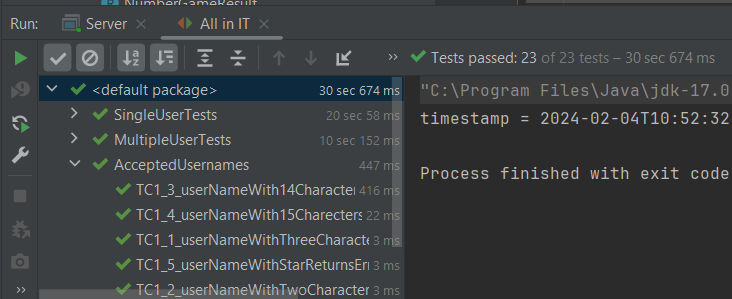 NumberGameResult
Run: Server × All in IT ×
>> Tests passed: 23 of 23 tests – 30 sec 674 ms
<default package> 30 sec 674 ms
SingleUserTests 20 sec 58 ms
MultipleUserTests 10 sec 152 ms
AcceptedUsernames 447 ms
TC1_3_userNameWith14Character 416 ms
TC1_4_userNameWith15Charecters 22 ms
TC1_1_userNameWithThreeCharacte 3 ms
TC1_5_userNameWithStarReturnsErr 3 ms
TC1_2_userNameWithTwoCharacter 3 ms
>>
"C:\Program Files\Java\jdk-17.0
timestamp = 2024-02-04T10:52:32
Process finished with exit code